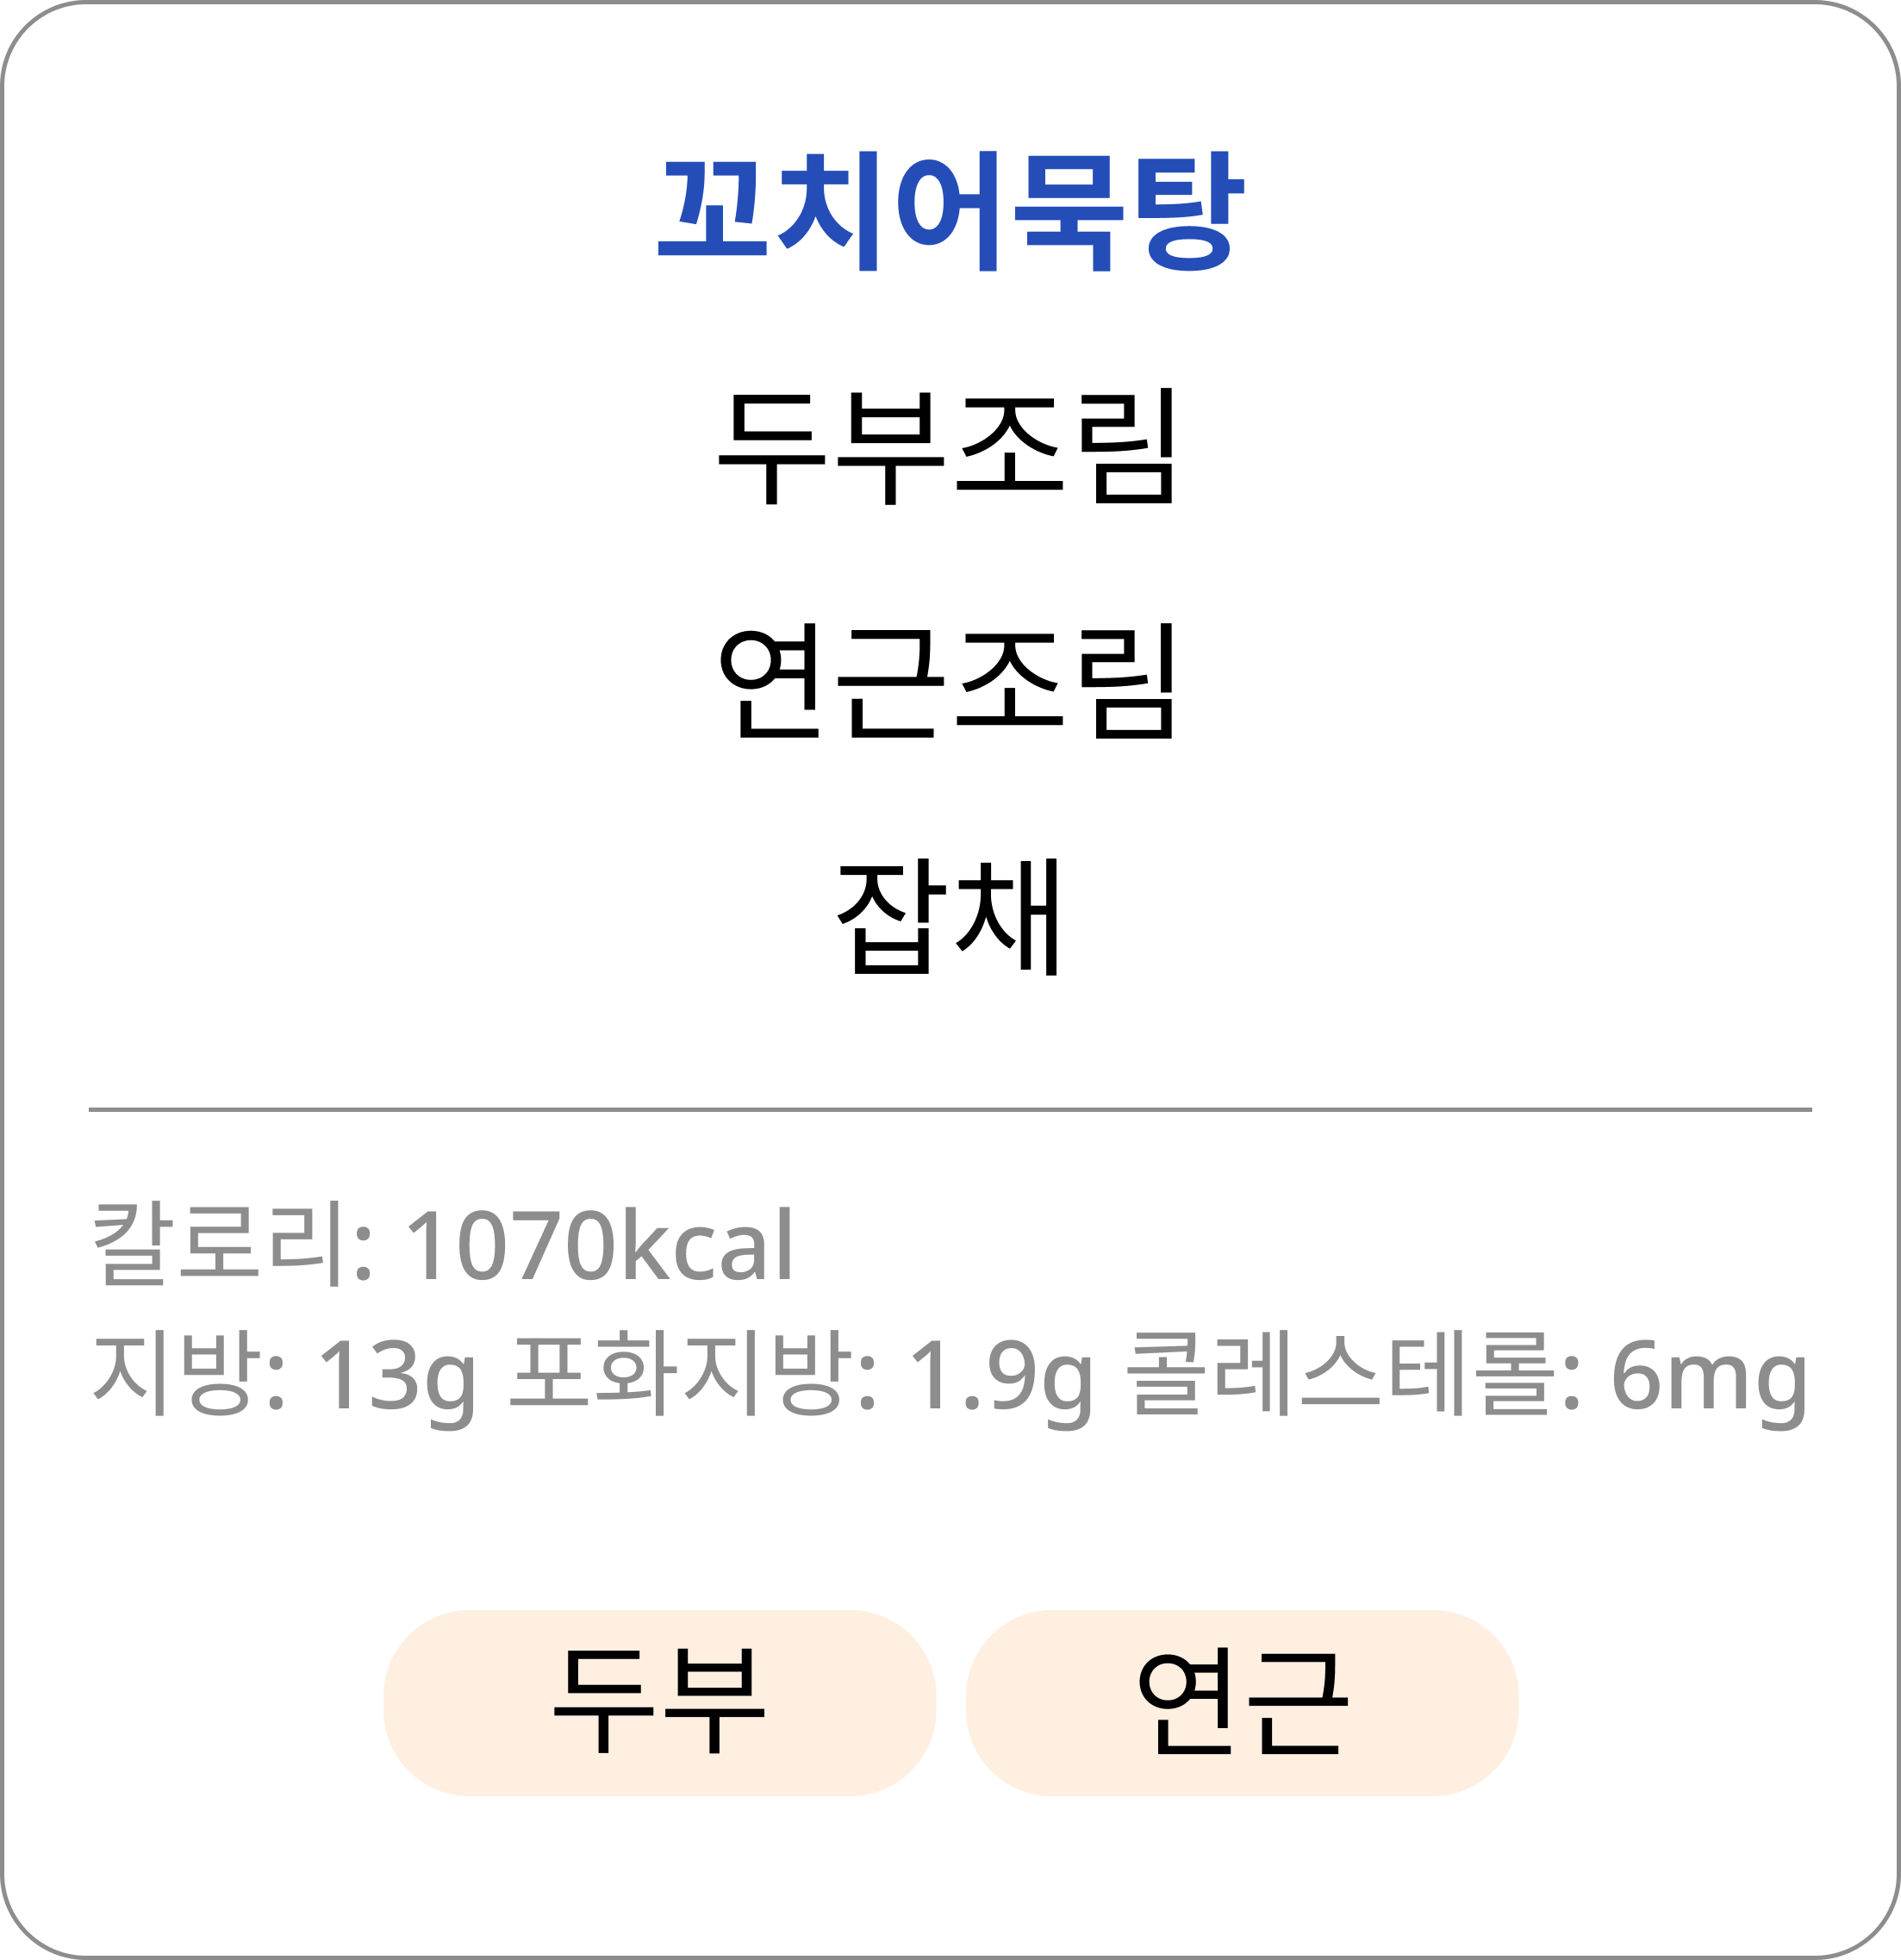 꼬치어묵탕
두부조림
연근조림
잡채
칼로리: 1070kcal
지방: 13g 포화지방: 1.9g 콜레스테롤: 6mg
두부 연근